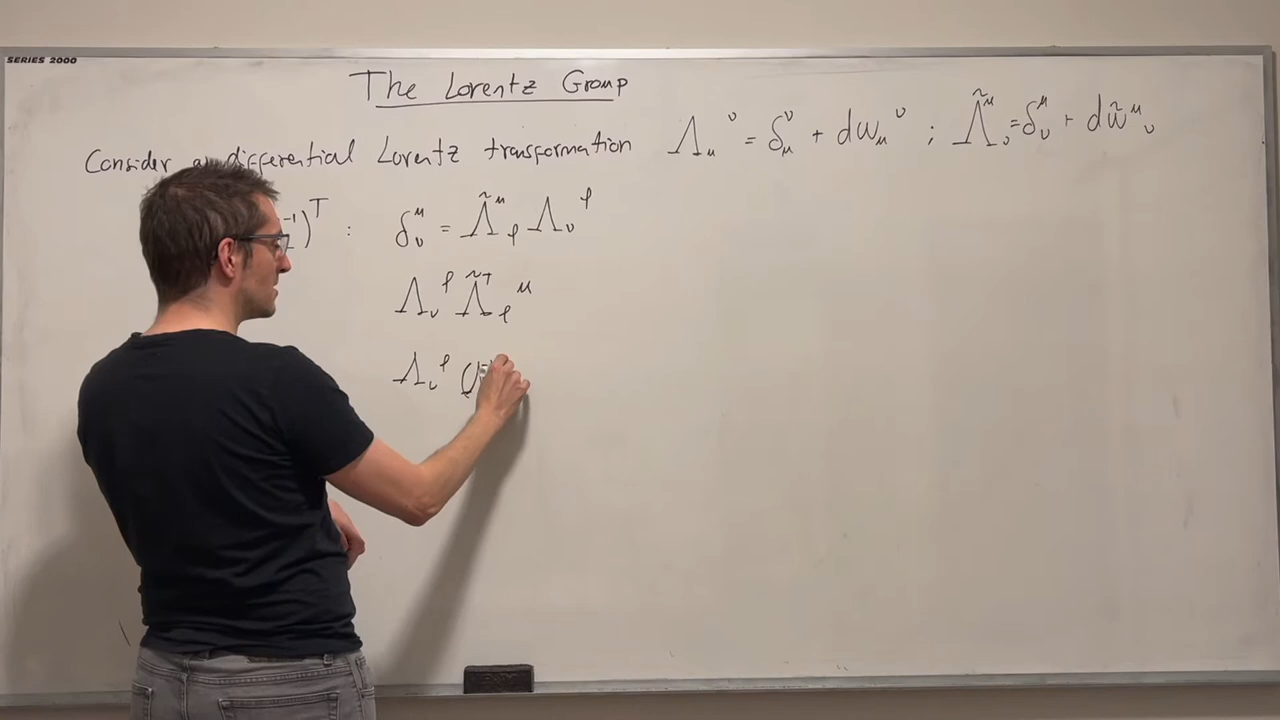 SERIES 2000
The Lorentz Group
Consider differential Lorentz transformation Λ_μ^ν = δ_μ^ν + dω_μ^ν ; Λ̃^μ_ν = δ^μ_ν + dω̃^μ_ν
⁻¹)^T : δ^μ_ν = Λ̃^μ_ρ Λ_ν^ρ
Λ_ν^ρ Λ̃^T_ρ^μ
Λ_ν^ρ (